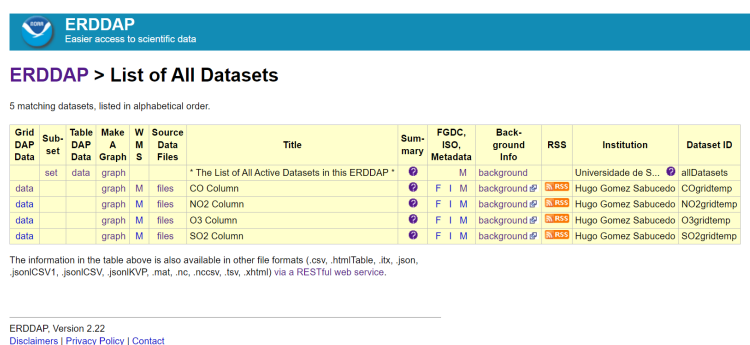 NOAA
ERDDAP
Easier access to scientific data
ERDDAP > List of All Datasets
5 matching datasets, listed in alphabetical order.
Grid DAP Data Sub-set Table DAP Data Make A Graph W M S Source Data Files Title Sum-mary FGDC, ISO, Metadata Back-ground Info RSS Institution Dataset ID
set data graph * The List of All Active Datasets in this ERDDAP * ? M background Universidade de S... ? allDatasets
data graph M files CO Column ? F I M background RSS Hugo Gomez Sabucedo COgridtemp
data graph M files NO2 Column ? F I M background RSS Hugo Gomez Sabucedo NO2gridtemp
data graph M files O3 Column ? F I M background RSS Hugo Gomez Sabucedo O3gridtemp
data graph M files SO2 Column ? F I M background RSS Hugo Gomez Sabucedo SO2gridtemp
The information in the table above is also available in other file formats (.csv, .htmlTable, .itx, .json,
.jsonlCSV1, .jsonlCSV, .jsonlKVP, .mat, .nc, .nccsv, .tsv, .xhtml) via a RESTful web service.
ERDDAP, Version 2.22
Disclaimers | Privacy Policy | Contact